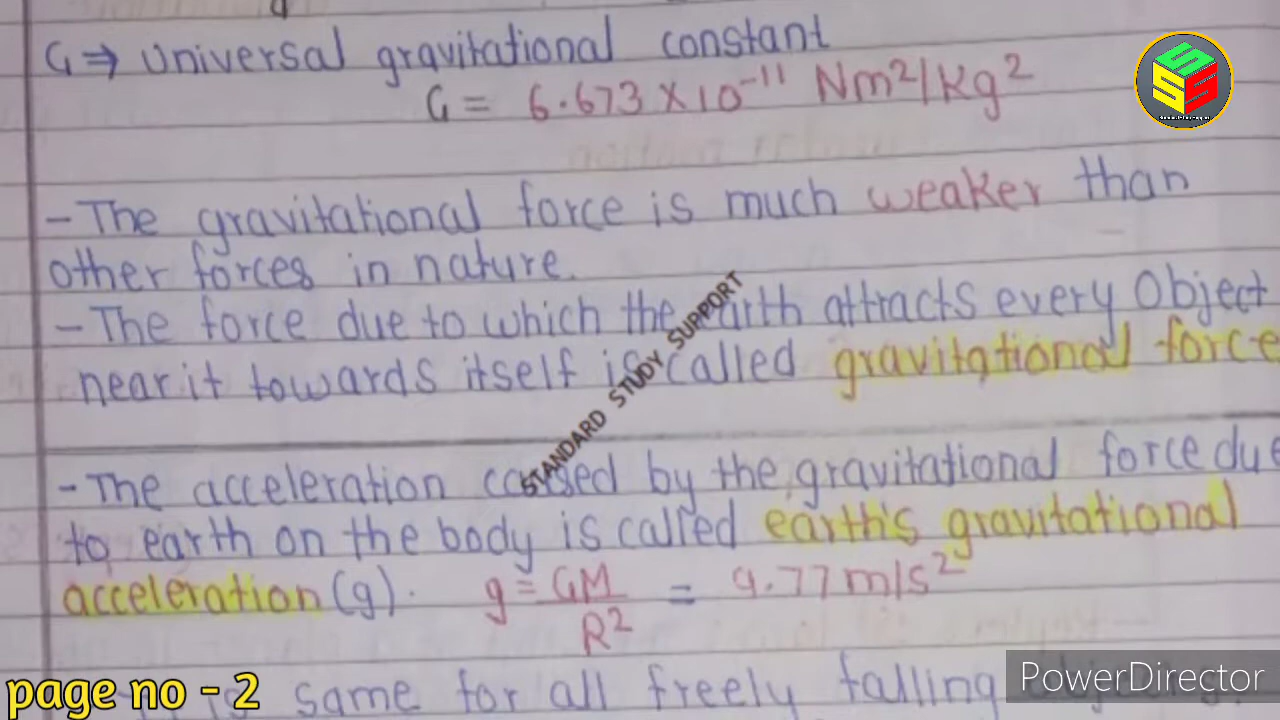 G ⇒ Universal gravitational constant
G = 6.673 × 10⁻¹¹ Nm²/Kg²
- The gravitational force is much weaker than
other forces in nature.
- The force due to which the earth attracts every Object
near it towards itself is called gravitational force
STANDARD STUDY SUPPORT
- The acceleration caused by the gravitational force due
to earth on the body is called earth's gravitational
acceleration (g). g = GM/R² = 9.77 m/s²
same for all freely falling
page no - 2
PowerDirector